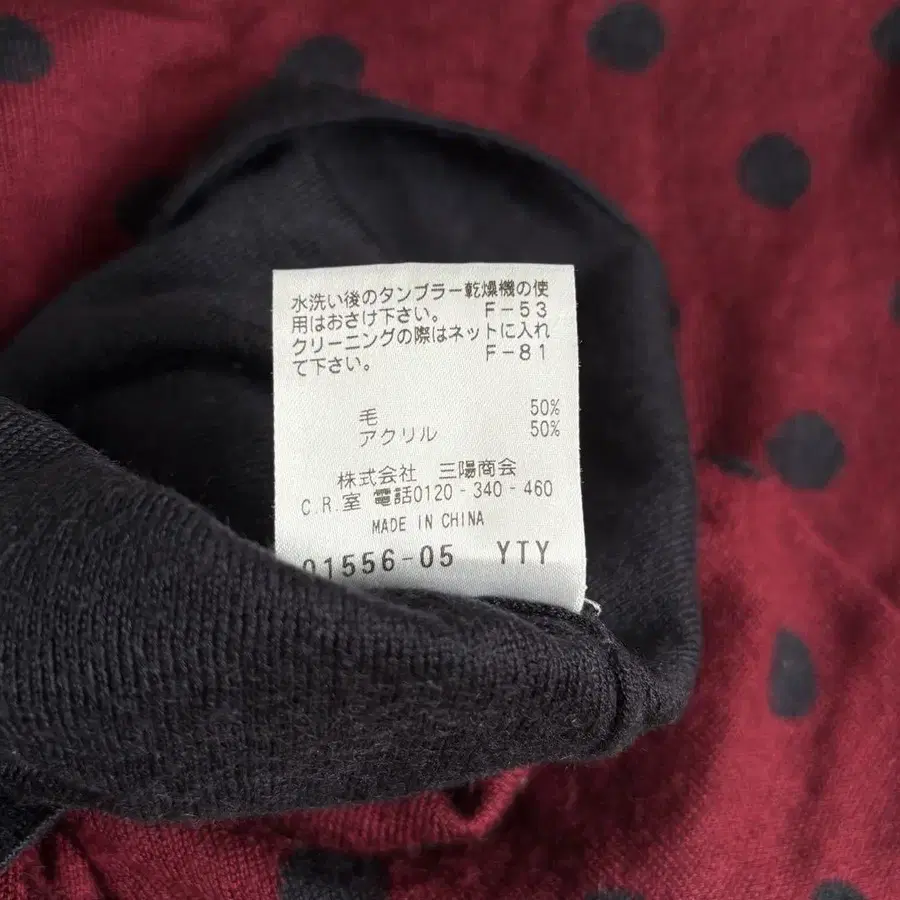 水洗い後のタンブラー乾燥機の使
用はおさけ下さい。 F-53
クリーニングの際はネットに入れ
て下さい。 F-81
毛 50%
アクリル 50%
株式会社 三陽商会
C.R.室 電話0120-340-460
MADE IN CHINA
01556-05 YTY